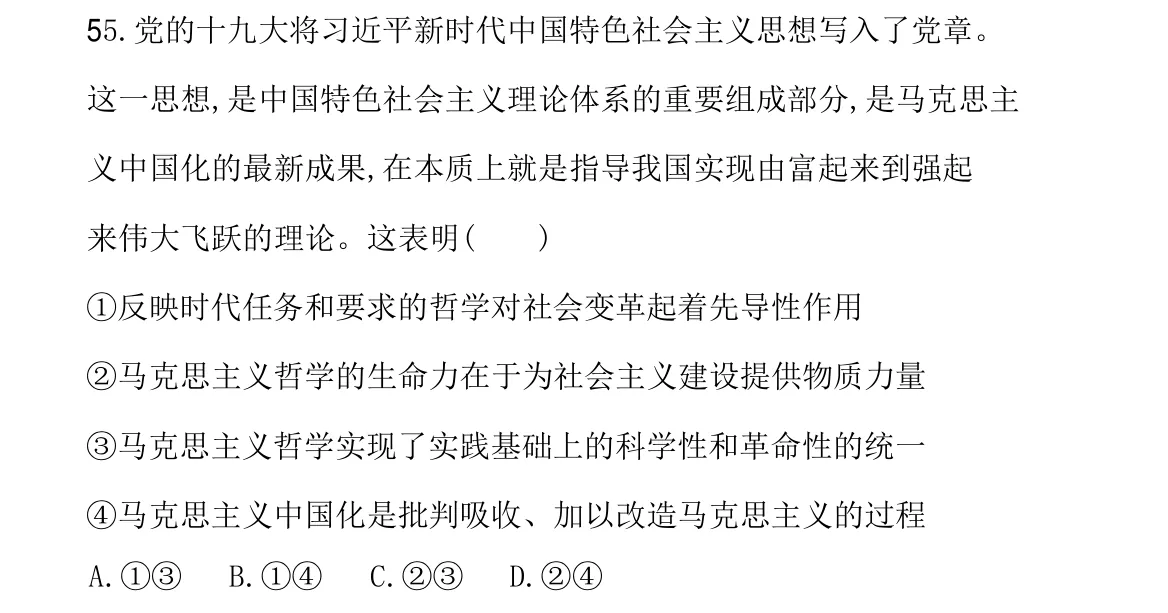 55.党的十九大将习近平新时代中国特色社会主义思想写入了党章。
这一思想,是中国特色社会主义理论体系的重要组成部分,是马克思主
义中国化的最新成果,在本质上就是指导我国实现由富起来到强起
来伟大飞跃的理论。这表明(　　)
①反映时代任务和要求的哲学对社会变革起着先导性作用
②马克思主义哲学的生命力在于为社会主义建设提供物质力量
③马克思主义哲学实现了实践基础上的科学性和革命性的统一
④马克思主义中国化是批判吸收、加以改造马克思主义的过程
A.①③　B.①④　C.②③　D.②④